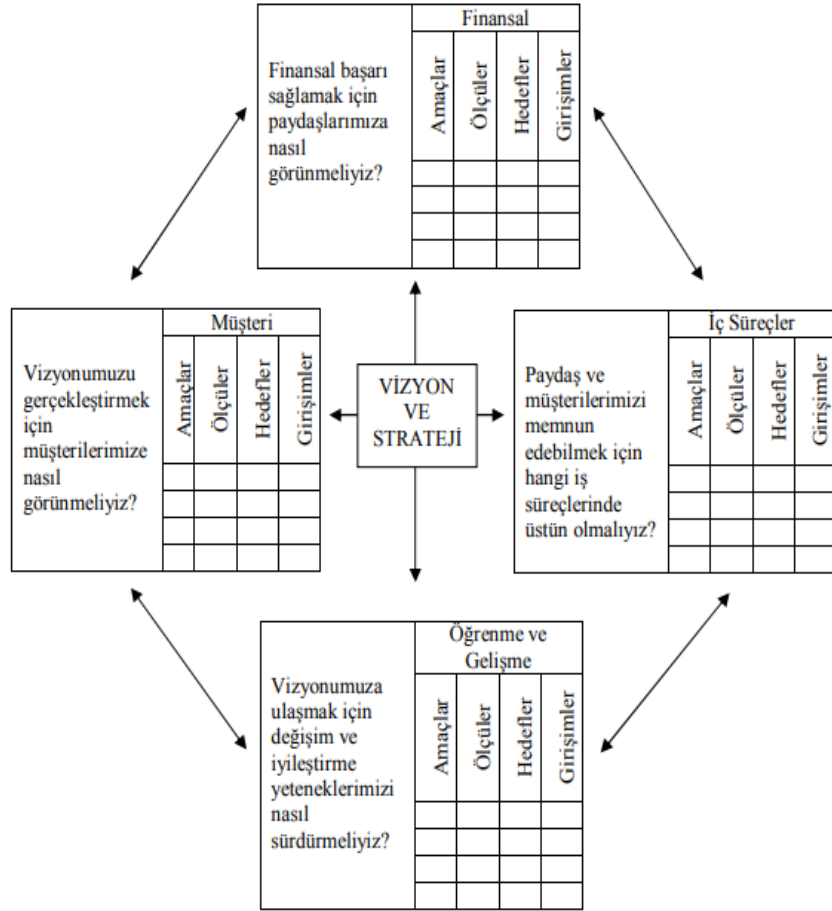 Finansal
Finansal başarı
sağlamak için
paydaşlarımıza
nasıl
görünmeliyiz?
Amaçlar
Ölçüler
Hedefler
Girişimler
Müşteri
Vizyonumuzu
gerçekleştirmek
için
müşterilerimize
nasıl
görünmeliyiz?
Amaçlar
Ölçüler
Hedefler
Girişimler
VİZYON
VE
STRATEJİ
İç Süreçler
Paydaş ve
müşterilerimizi
memnun
edebilmek için
hangi iş
süreçlerinde
üstün olmalıyız?
Amaçlar
Ölçüler
Hedefler
Girişimler
Öğrenme ve
Gelişme
Vizyonumuza
ulaşmak için
değişim ve
iyileştirme
yeteneklerimizi
nasıl
sürdürmeliyiz?
Amaçlar
Ölçüler
Hedefler
Girişimler